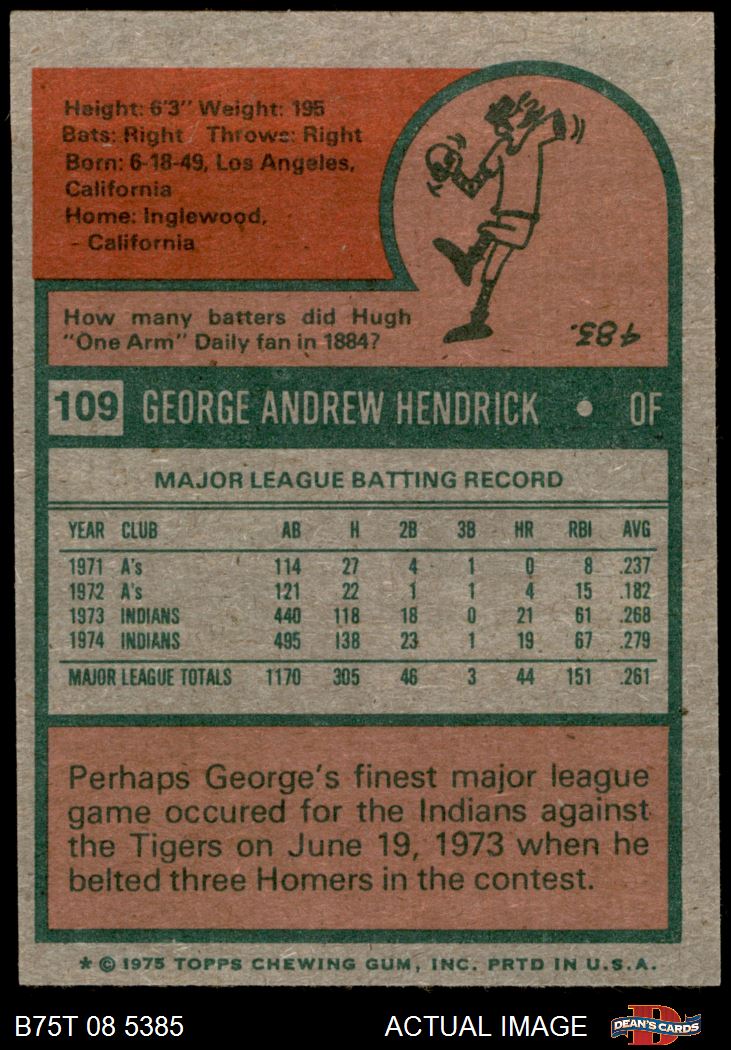 Height: 6'3" Weight: 195
Bats: Right Throws: Right
Born: 6-18-49, Los Angeles,
California
Home: Inglewood,
- California
How many batters did Hugh
"One Arm" Daily fan in 1884?
483.
109 GEORGE ANDREW HENDRICK • OF
MAJOR LEAGUE BATTING RECORD
YEAR CLUB AB H 2B 3B HR RBI AVG
1971 A's 114 27 4 1 0 8 .237
1972 A's 121 22 1 1 4 15 .182
1973 INDIANS 440 118 18 0 21 61 .268
1974 INDIANS 495 138 23 1 19 67 .279
MAJOR LEAGUE TOTALS 1170 305 46 3 44 151 .261
Perhaps George's finest major league
game occured for the Indians against
the Tigers on June 19, 1973 when he
belted three Homers in the contest.
* © 1975 TOPPS CHEWING GUM, INC. PRTD IN U.S.A.
B75T 08 5385 ACTUAL IMAGE DEAN'S CARDS